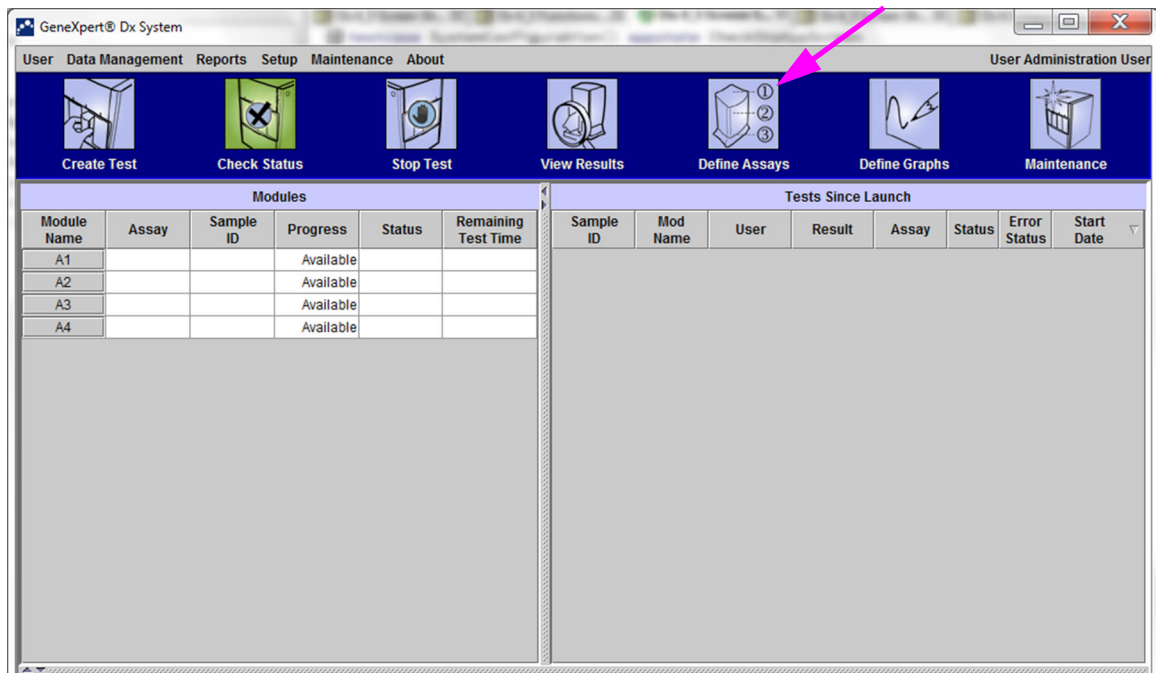 GeneXpert® Dx System
User Data Management Reports Setup Maintenance About User Administration User
① ② ③
Create Test Check Status Stop Test View Results Define Assays Define Graphs Maintenance
Modules
Module Name Assay Sample ID Progress Status Remaining Test Time
A1 Available
A2 Available
A3 Available
A4 Available
Tests Since Launch
Sample ID Mod Name User Result Assay Status Error Status Start Date